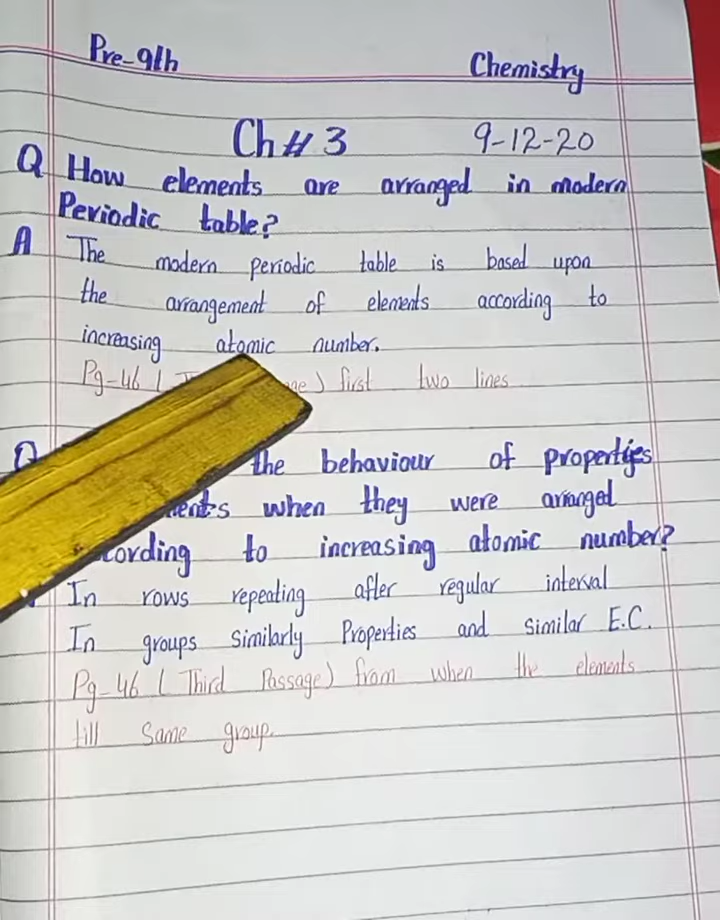 Pre-9th Chemistry
Ch # 3 9-12-20
Q How elements are arranged in modern
Periodic table?
A The modern periodic table is based upon
the arrangement of elements according to
increasing atomic number.
Pg-46 ( first two lines
Q the behaviour of properties
when they were arranged
to increasing atomic number?
In rows repeating after regular interval
In groups Similarly Properties and similar E.C.
Pg-46 ( Third Passage) from when the elements
till Same group.